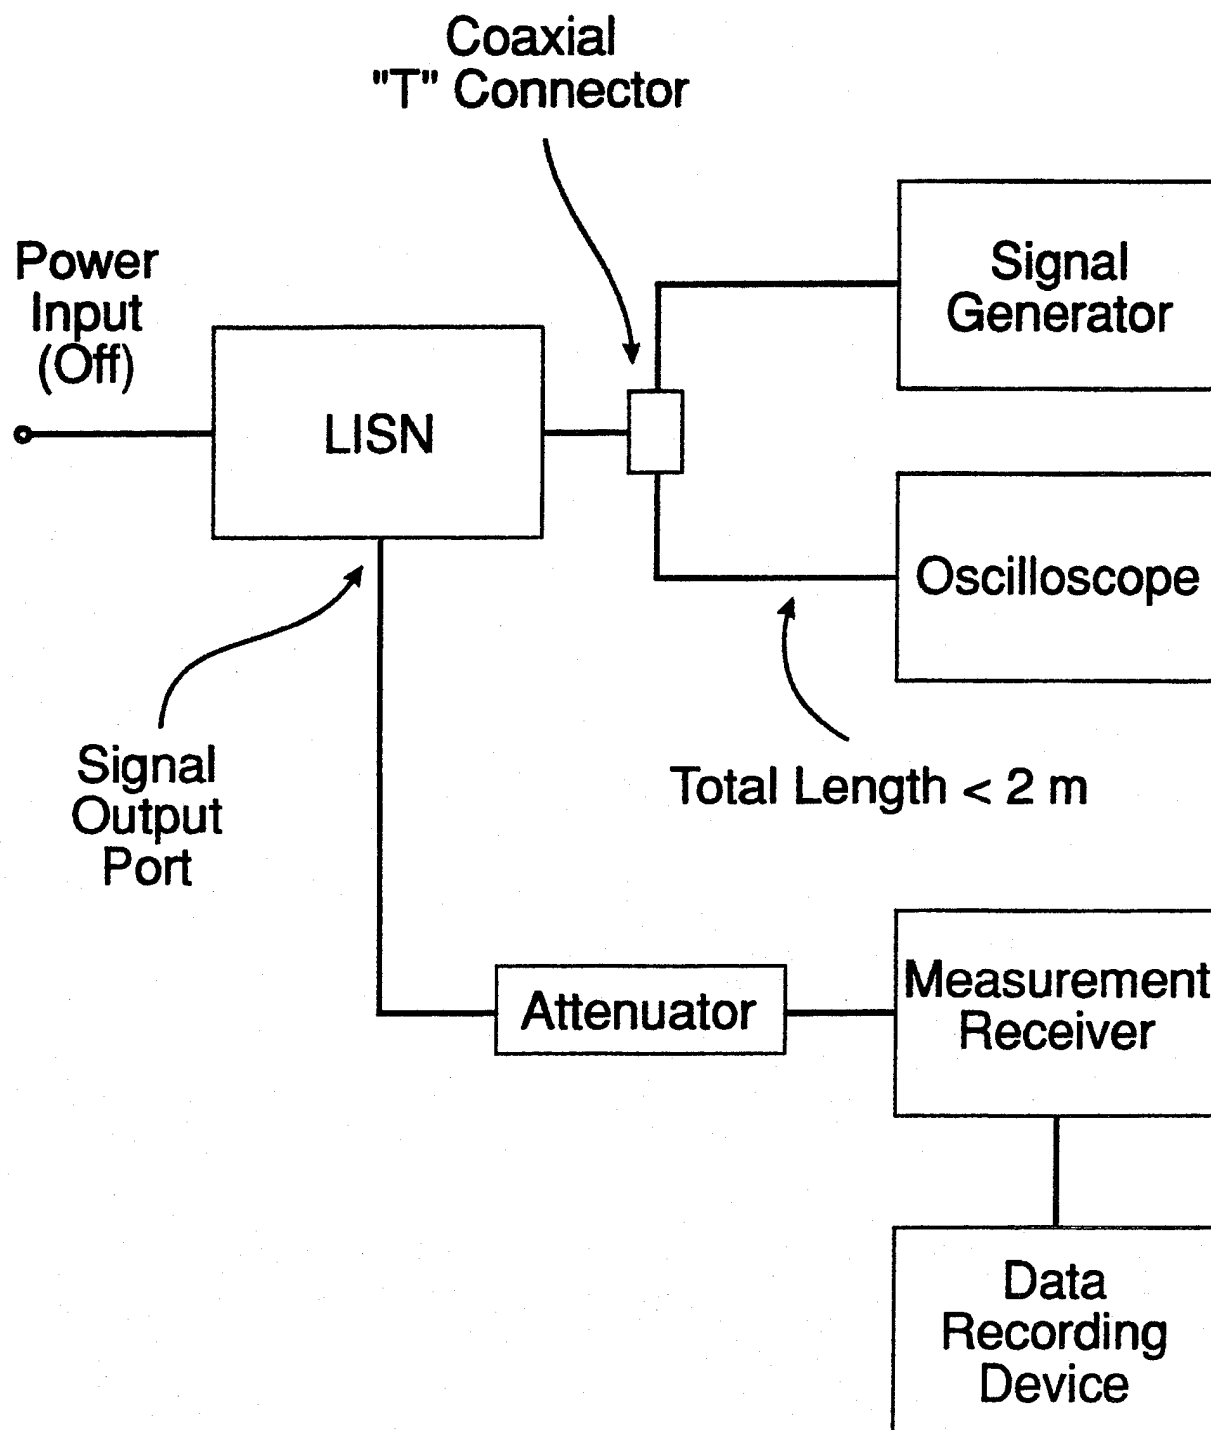 Coaxial
"T" Connector
Signal
Generator
Power
Input
(Off)
LISN
Oscilloscope
Signal
Output
Port
Total Length < 2 m
Attenuator
Measurement
Receiver
Data
Recording
Device